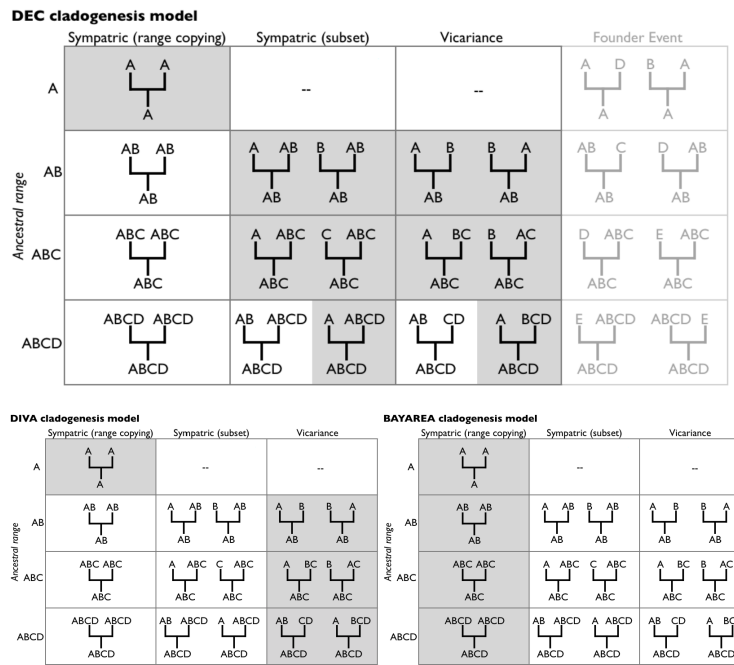 DEC cladogenesis model
Sympatric (range copying) Sympatric (subset) Vicariance Founder Event
Ancestral range
A
A A
A
--
--
A D B A
A A
AB
AB AB
AB
A AB B AB
AB AB
A B B A
AB AB
AB C D AB
AB AB
ABC
ABC ABC
ABC
A ABC C ABC
ABC ABC
A BC B AC
ABC ABC
D ABC E ABC
ABC ABC
ABCD
ABCD ABCD
ABCD
AB ABCD A ABCD
ABCD ABCD
AB CD A BCD
ABCD ABCD
E ABCD ABCD E
ABCD ABCD
DIVA cladogenesis model
Sympatric (range copying) Sympatric (subset) Vicariance
Ancestral range
A
A A
A
--
--
AB
AB AB
AB
A AB B AB
AB AB
A B B A
AB AB
ABC
ABC ABC
ABC
A ABC C ABC
ABC ABC
A BC B AC
ABC ABC
ABCD
ABCD ABCD
ABCD
AB ABCD A ABCD
ABCD ABCD
AB CD A BCD
ABCD ABCD
BAYAREA cladogenesis model
Sympatric (range copying) Sympatric (subset) Vicariance
Ancestral range
A
A A
A
--
--
AB
AB AB
AB
A AB B AB
AB AB
A B B A
AB AB
ABC
ABC ABC
ABC
A ABC C ABC
ABC ABC
A BC B AC
ABC ABC
ABCD
ABCD ABCD
ABCD
AB ABCD A ABCD
ABCD ABCD
AB CD A BC
ABCD ABCD